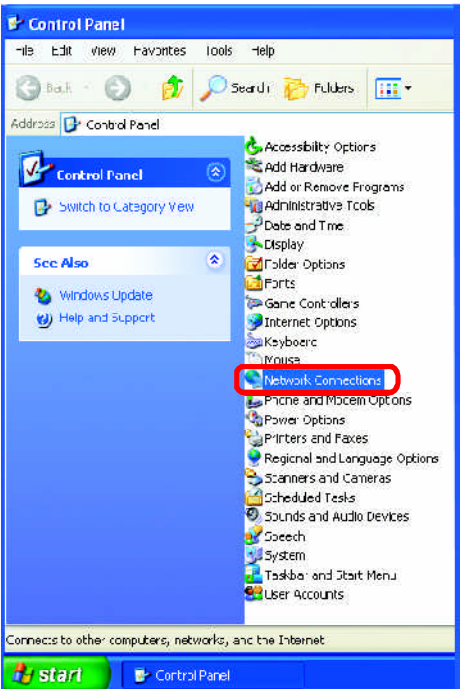 Control Panel
File Edit View Favorites Tools Help
Back Search Folders
Address Control Panel
Control Panel
Switch to Category View
See Also
Windows Update
Help and Support
Accessibility Options
Add Hardware
Add or Remove Programs
Administrative Tools
Date and Time
Display
Folder Options
Fonts
Game Controllers
Internet Options
Keyboard
Mouse
Network Connections
Phone and Modem Options
Power Options
Printers and Faxes
Regional and Language Options
Scanners and Cameras
Scheduled Tasks
Sounds and Audio Devices
Speech
System
Taskbar and Start Menu
User Accounts
Connects to other computers, networks, and the Internet
start Control Panel